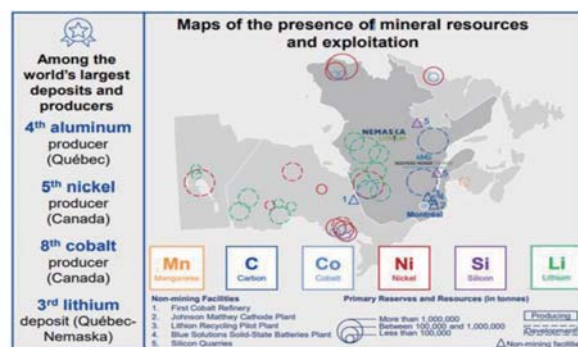 Among the
world's largest
deposits and
producers
4th aluminum
producer
(Québec)
5th nickel
producer
(Canada)
8th cobalt
producer
(Canada)
3rd lithium
deposit (Québec-
Nemaska)
Maps of the presence of mineral resources
and exploitation
NEMASKA
5
1
Montréal
Mn
Manganese
C
Carbon
Co
Cobalt
Ni
Nickel
Si
Silicon
Li
Lithium
Non-mining Facilities
1. First Cobalt Refinery
2. Johnson Matthey Cathode Plant
3. Lithion Recycling Pilot Plant
4. Blue Solutions Solid-State Batteries Plant
5. Silicon Quarries
Primary Reserves and Resources (in tonnes)
More than 1,000,000
Between 100,000 and 1,000,000
Less than 100,000
Producing
Non-mining facilities